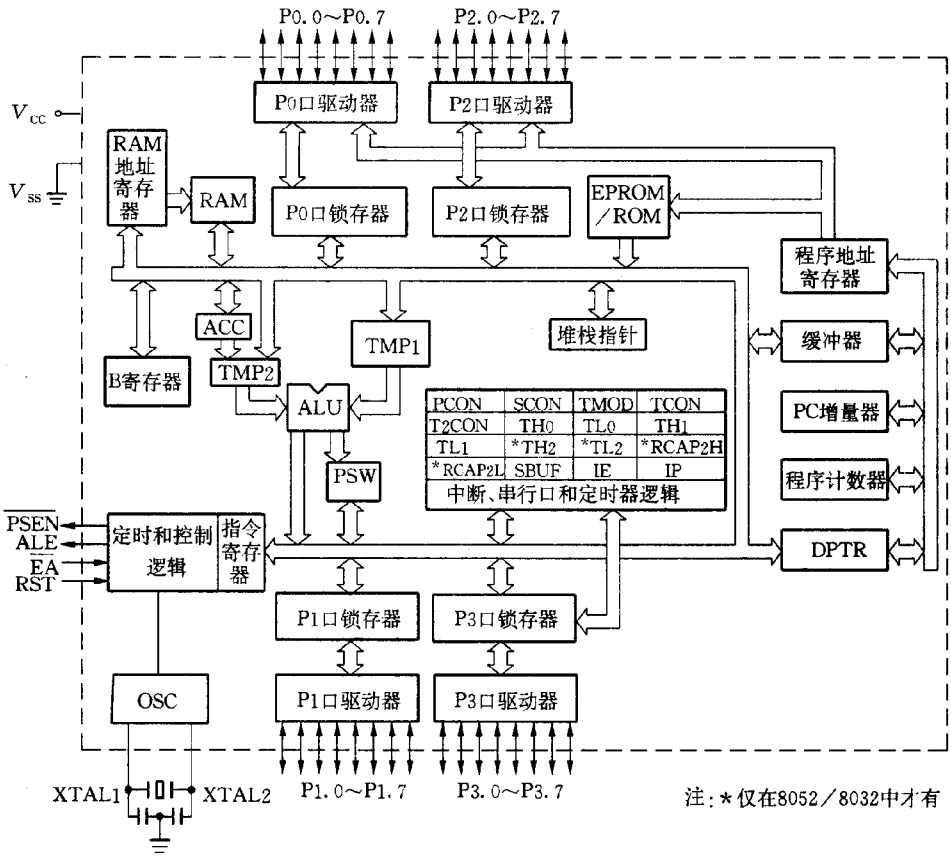 P0.0～P0.7
P2.0～P2.7
P0口驱动器
P2口驱动器
Vcc
Vss
RAM
地址
寄存
器
RAM
P0口锁存器
P2口锁存器
EPROM
／ROM
程序地址
寄存器
ACC
TMP1
堆栈指针
缓冲器
B寄存器
TMP2
ALU
PCON SCON TMOD TCON
T2CON TH0 TL0 TH1
TL1 *TH2 *TL2 *RCAP2H
*RCAP2L SBUF IE IP
中断、串行口和定时器逻辑
PC增量器
PSW
程序计数器
PSEN
ALE
EA
RST
定时和控制
逻辑
指令
寄存
器
DPTR
P1口锁存器
P3口锁存器
OSC
P1口驱动器
P3口驱动器
XTAL1
XTAL2
P1.0～P1.7
P3.0～P3.7
注：*仅在8052／8032中才有